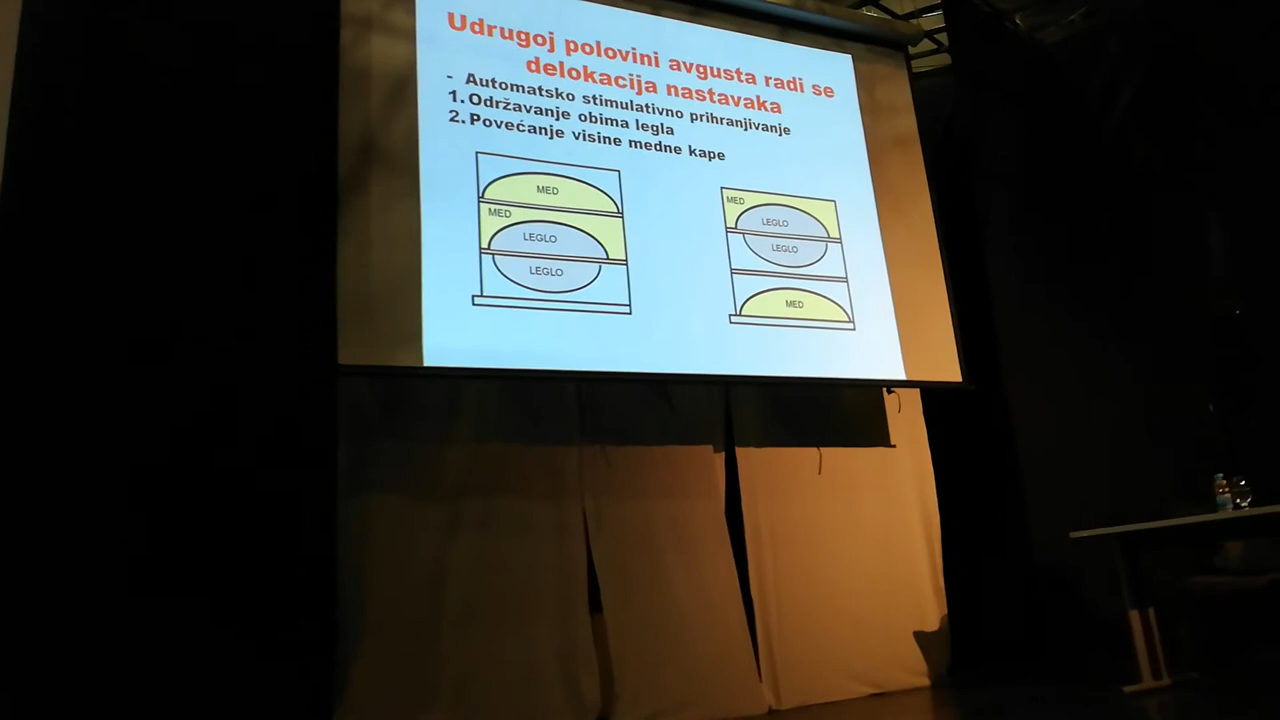 Udrugoj polovini avgusta radi se
delokacija nastavaka
- Automatsko stimulativno prihranjivanje
1. Održavanje obima legla
2. Povećanje visine medne kape
MED
MED
LEGLO
LEGLO
MED
LEGLO
LEGLO
MED